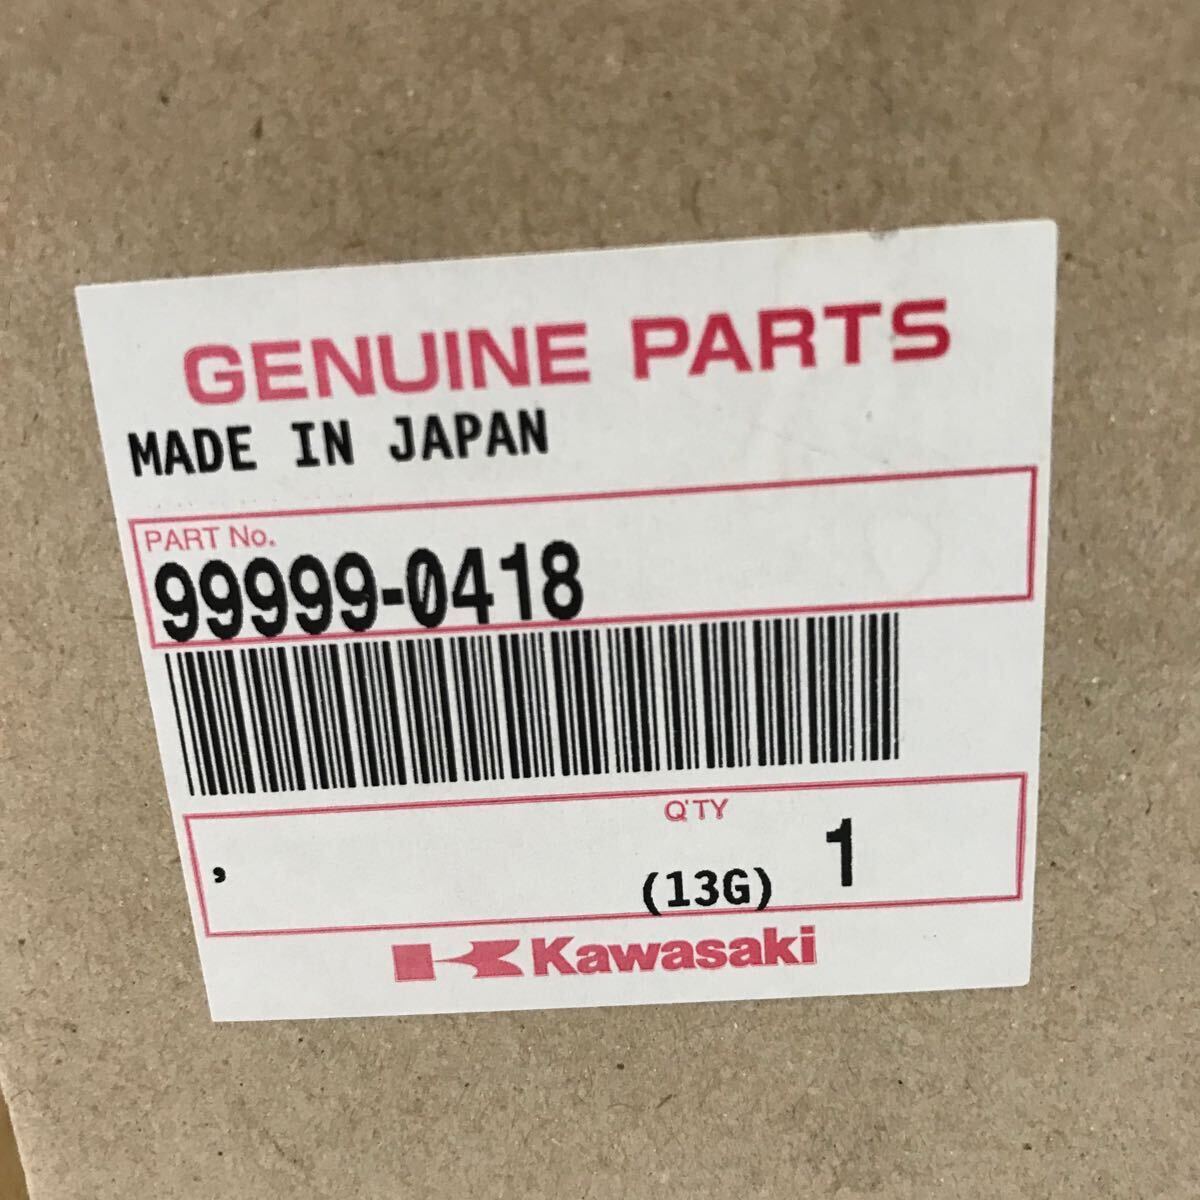 GENUINE PARTS
MADE IN JAPAN
PART No.
99999-0418
Q'TY
, (13G) 1
Kawasaki